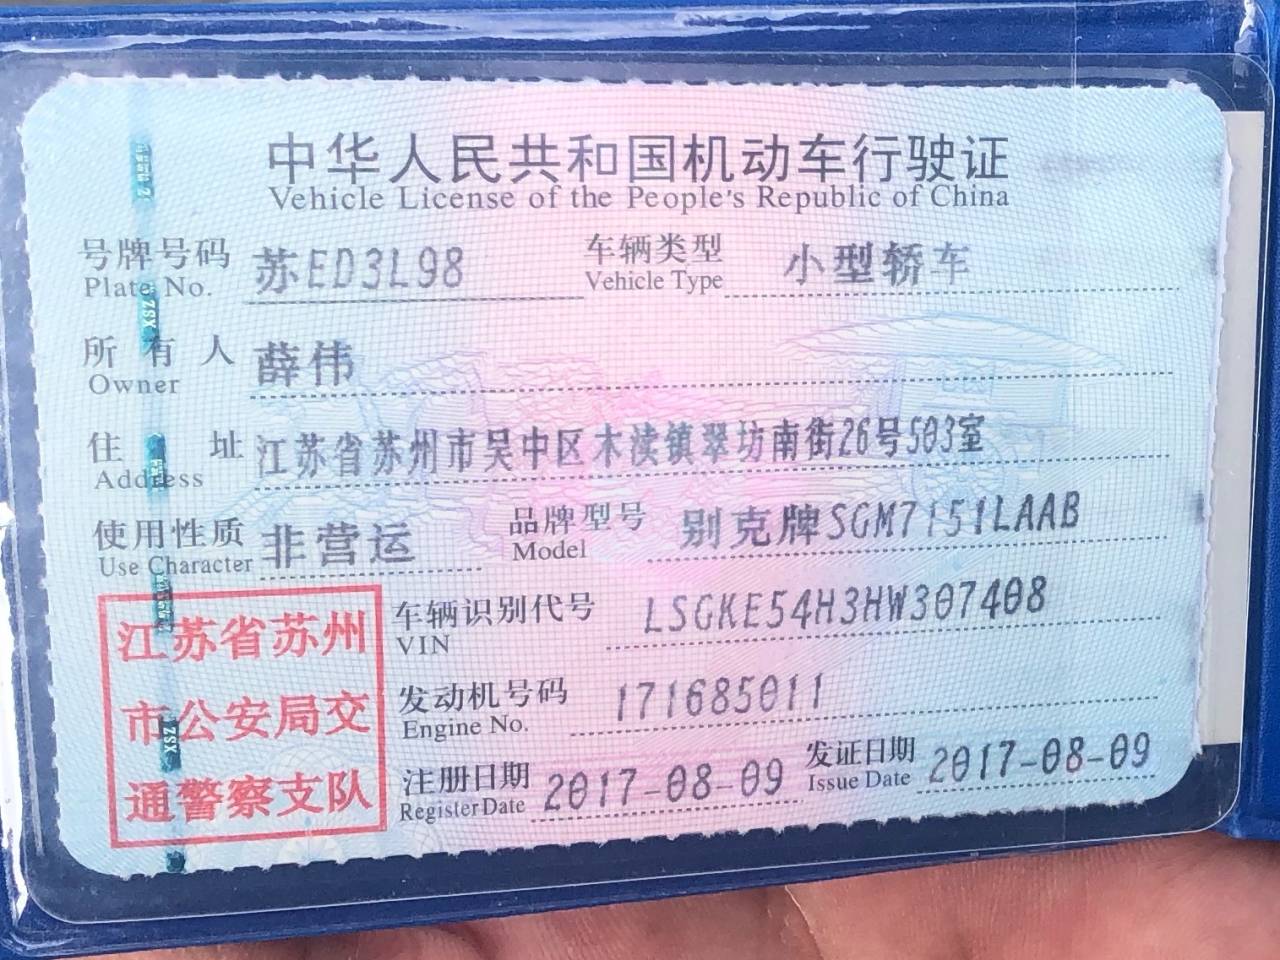 中华人民共和国机动车行驶证
Vehicle License of the People's Republic of China
号牌号码 苏ED3L98 车辆类型 小型轿车
Plate No. Vehicle Type
所有人 薛伟
Owner
住址 江苏省苏州市吴中区木渎镇翠坊南街26号503室
Address
使用性质 非营运 品牌型号 别克牌SGM7151LAAB
Use Character Model
江苏省苏州
市公安局交
通警察支队
车辆识别代号 LSGKE54H3HW307408
VIN
发动机号码 171685011
Engine No.
注册日期 2017-08-09 发证日期 2017-08-09
Register Date Issue Date
XSZ
XSZ